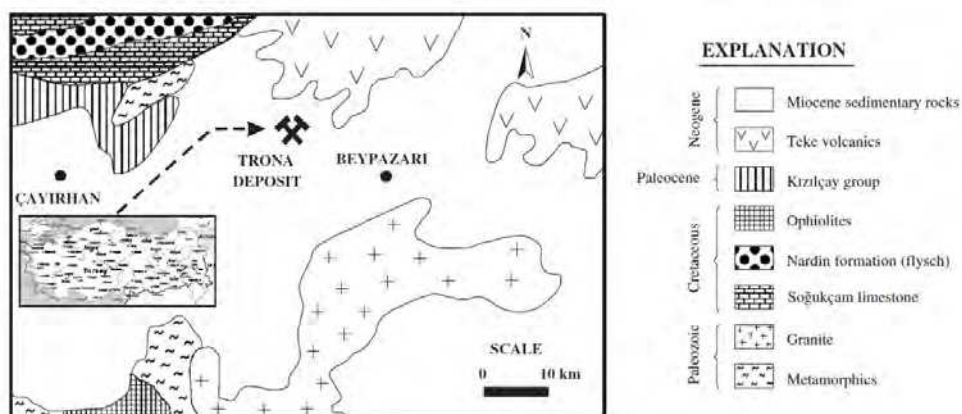 N
TRONA
DEPOSIT
BEYPAZARI
ÇAYIRHAN
SCALE
0 10 km
EXPLANATION
Neogene
Miocene sedimentary rocks
Teke volcanics
Paleocene
Kızılçay group
Cretaceous
Ophiolites
Nardin formation (flysch)
Soğukçam limestone
Paleozoic
Granite
Metamorphics